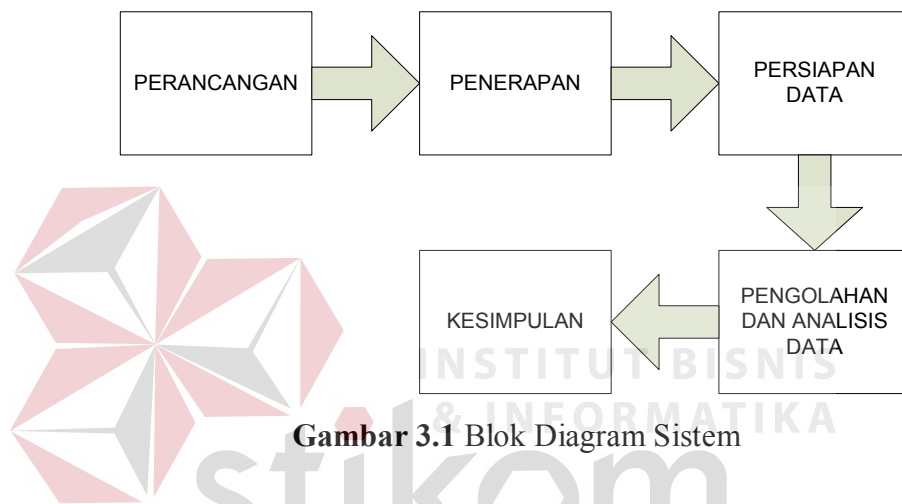 PERANCANGAN
PENERAPAN
PERSIAPAN
DATA
PENGOLAHAN
DAN ANALISIS
DATA
KESIMPULAN
INSTITUT BISNIS
& INFORMATIKA
Gambar 3.1 Blok Diagram Sistem
stikom